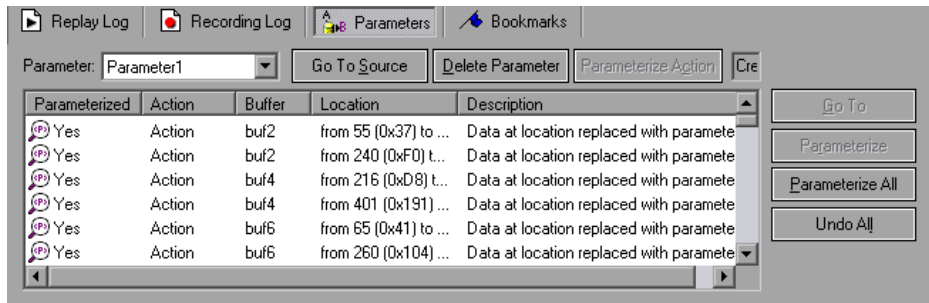 Replay Log Recording Log A B Parameters Bookmarks
Parameter: Parameter1 Go To Source Delete Parameter Parameterize Action Cre
Parameterized Action Buffer Location Description
<P> Yes Action buf2 from 55 (0x37) to ... Data at location replaced with paramete
<P> Yes Action buf2 from 240 (0xF0) t... Data at location replaced with paramete
<P> Yes Action buf4 from 216 (0xD8) t... Data at location replaced with paramete
<P> Yes Action buf4 from 401 (0x191) ... Data at location replaced with paramete
<P> Yes Action buf6 from 65 (0x41) to ... Data at location replaced with paramete
<P> Yes Action buf6 from 260 (0x104) ... Data at location replaced with paramete
Go To
Parameterize
Parameterize All
Undo All